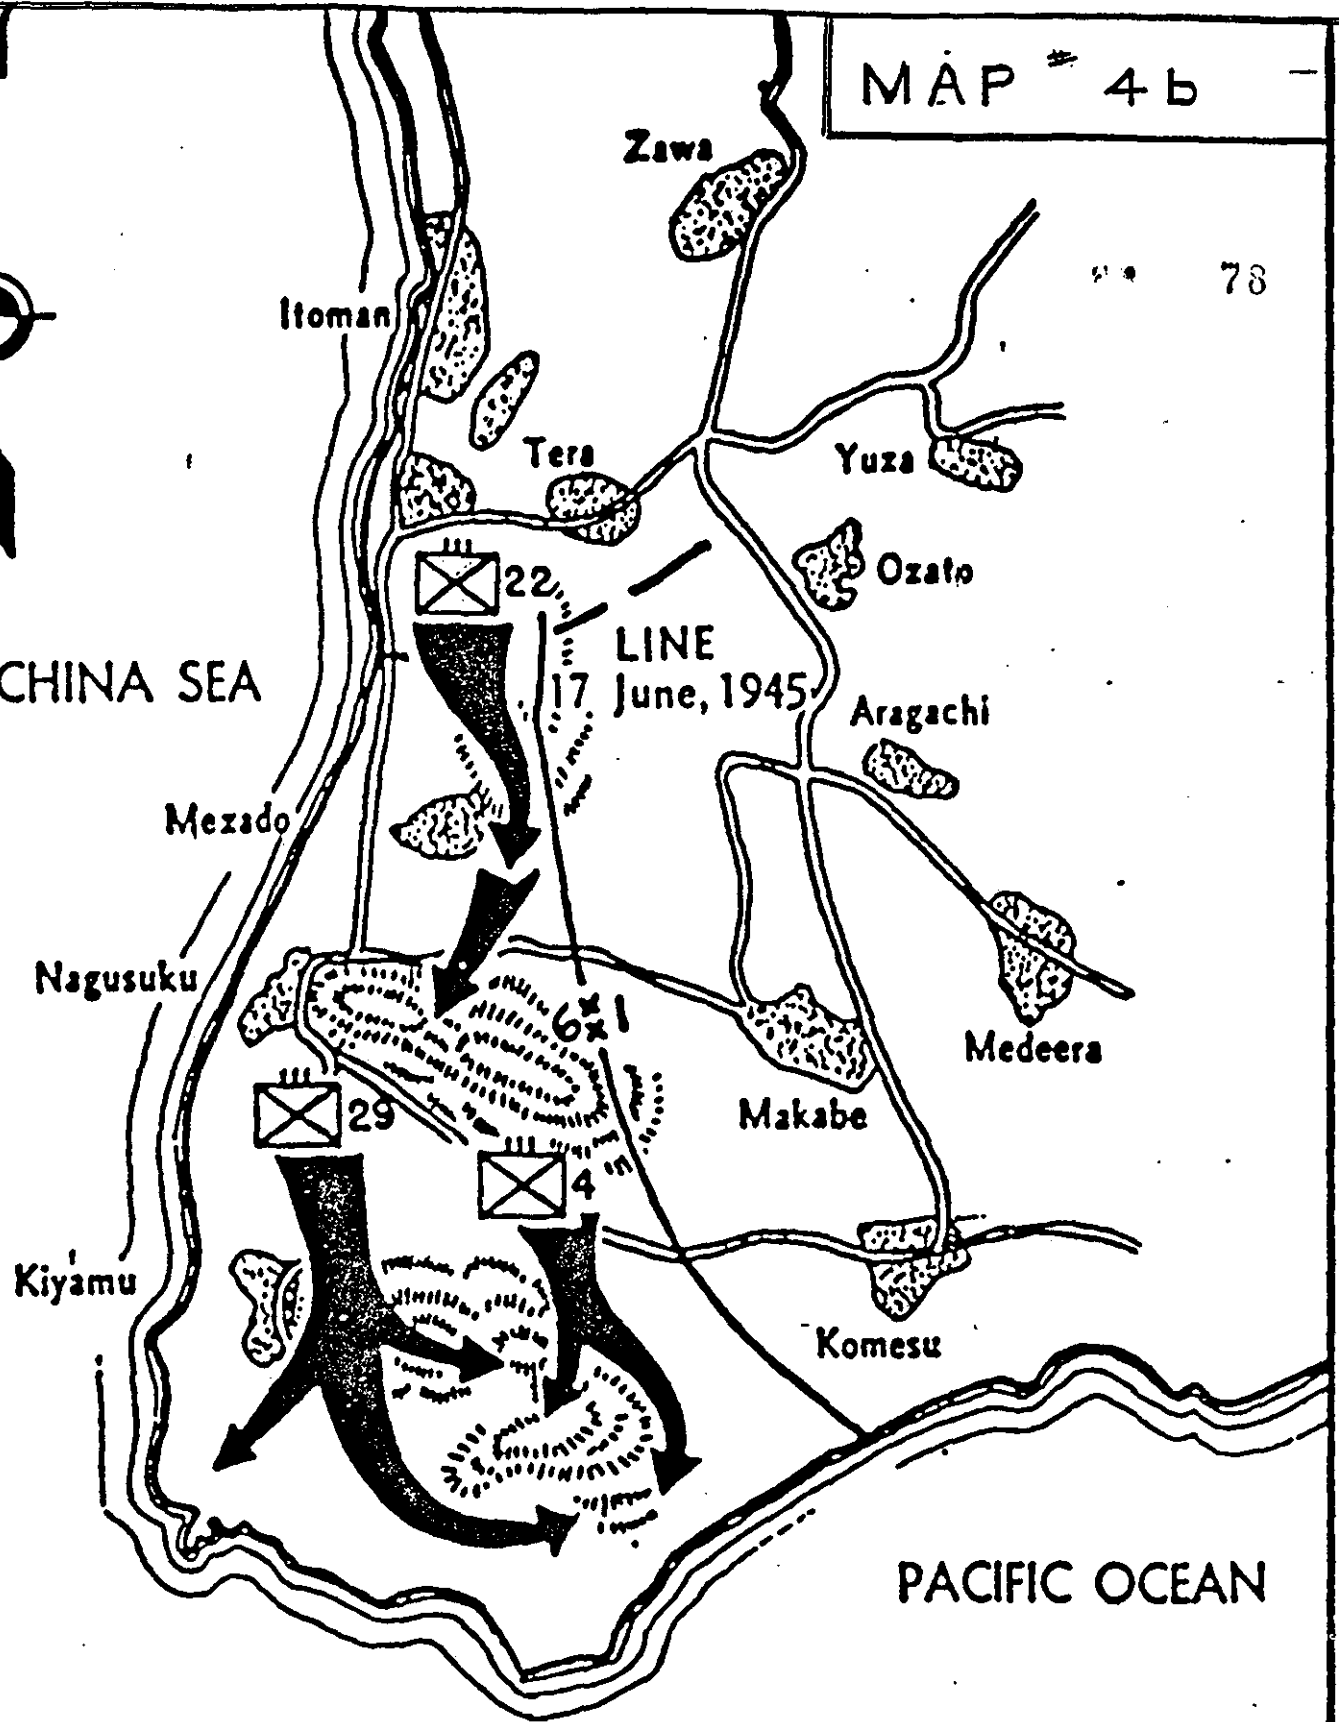 MAP # 4b
Zawa
78
Itoman
Tera
Yuza
22
Ozato
LINE
17 June, 1945
CHINA SEA
Aragachi
Mezado
Nagusuku
6 xx 1
Medeera
Makabe
29
4
Kiyamu
Komesu
PACIFIC OCEAN